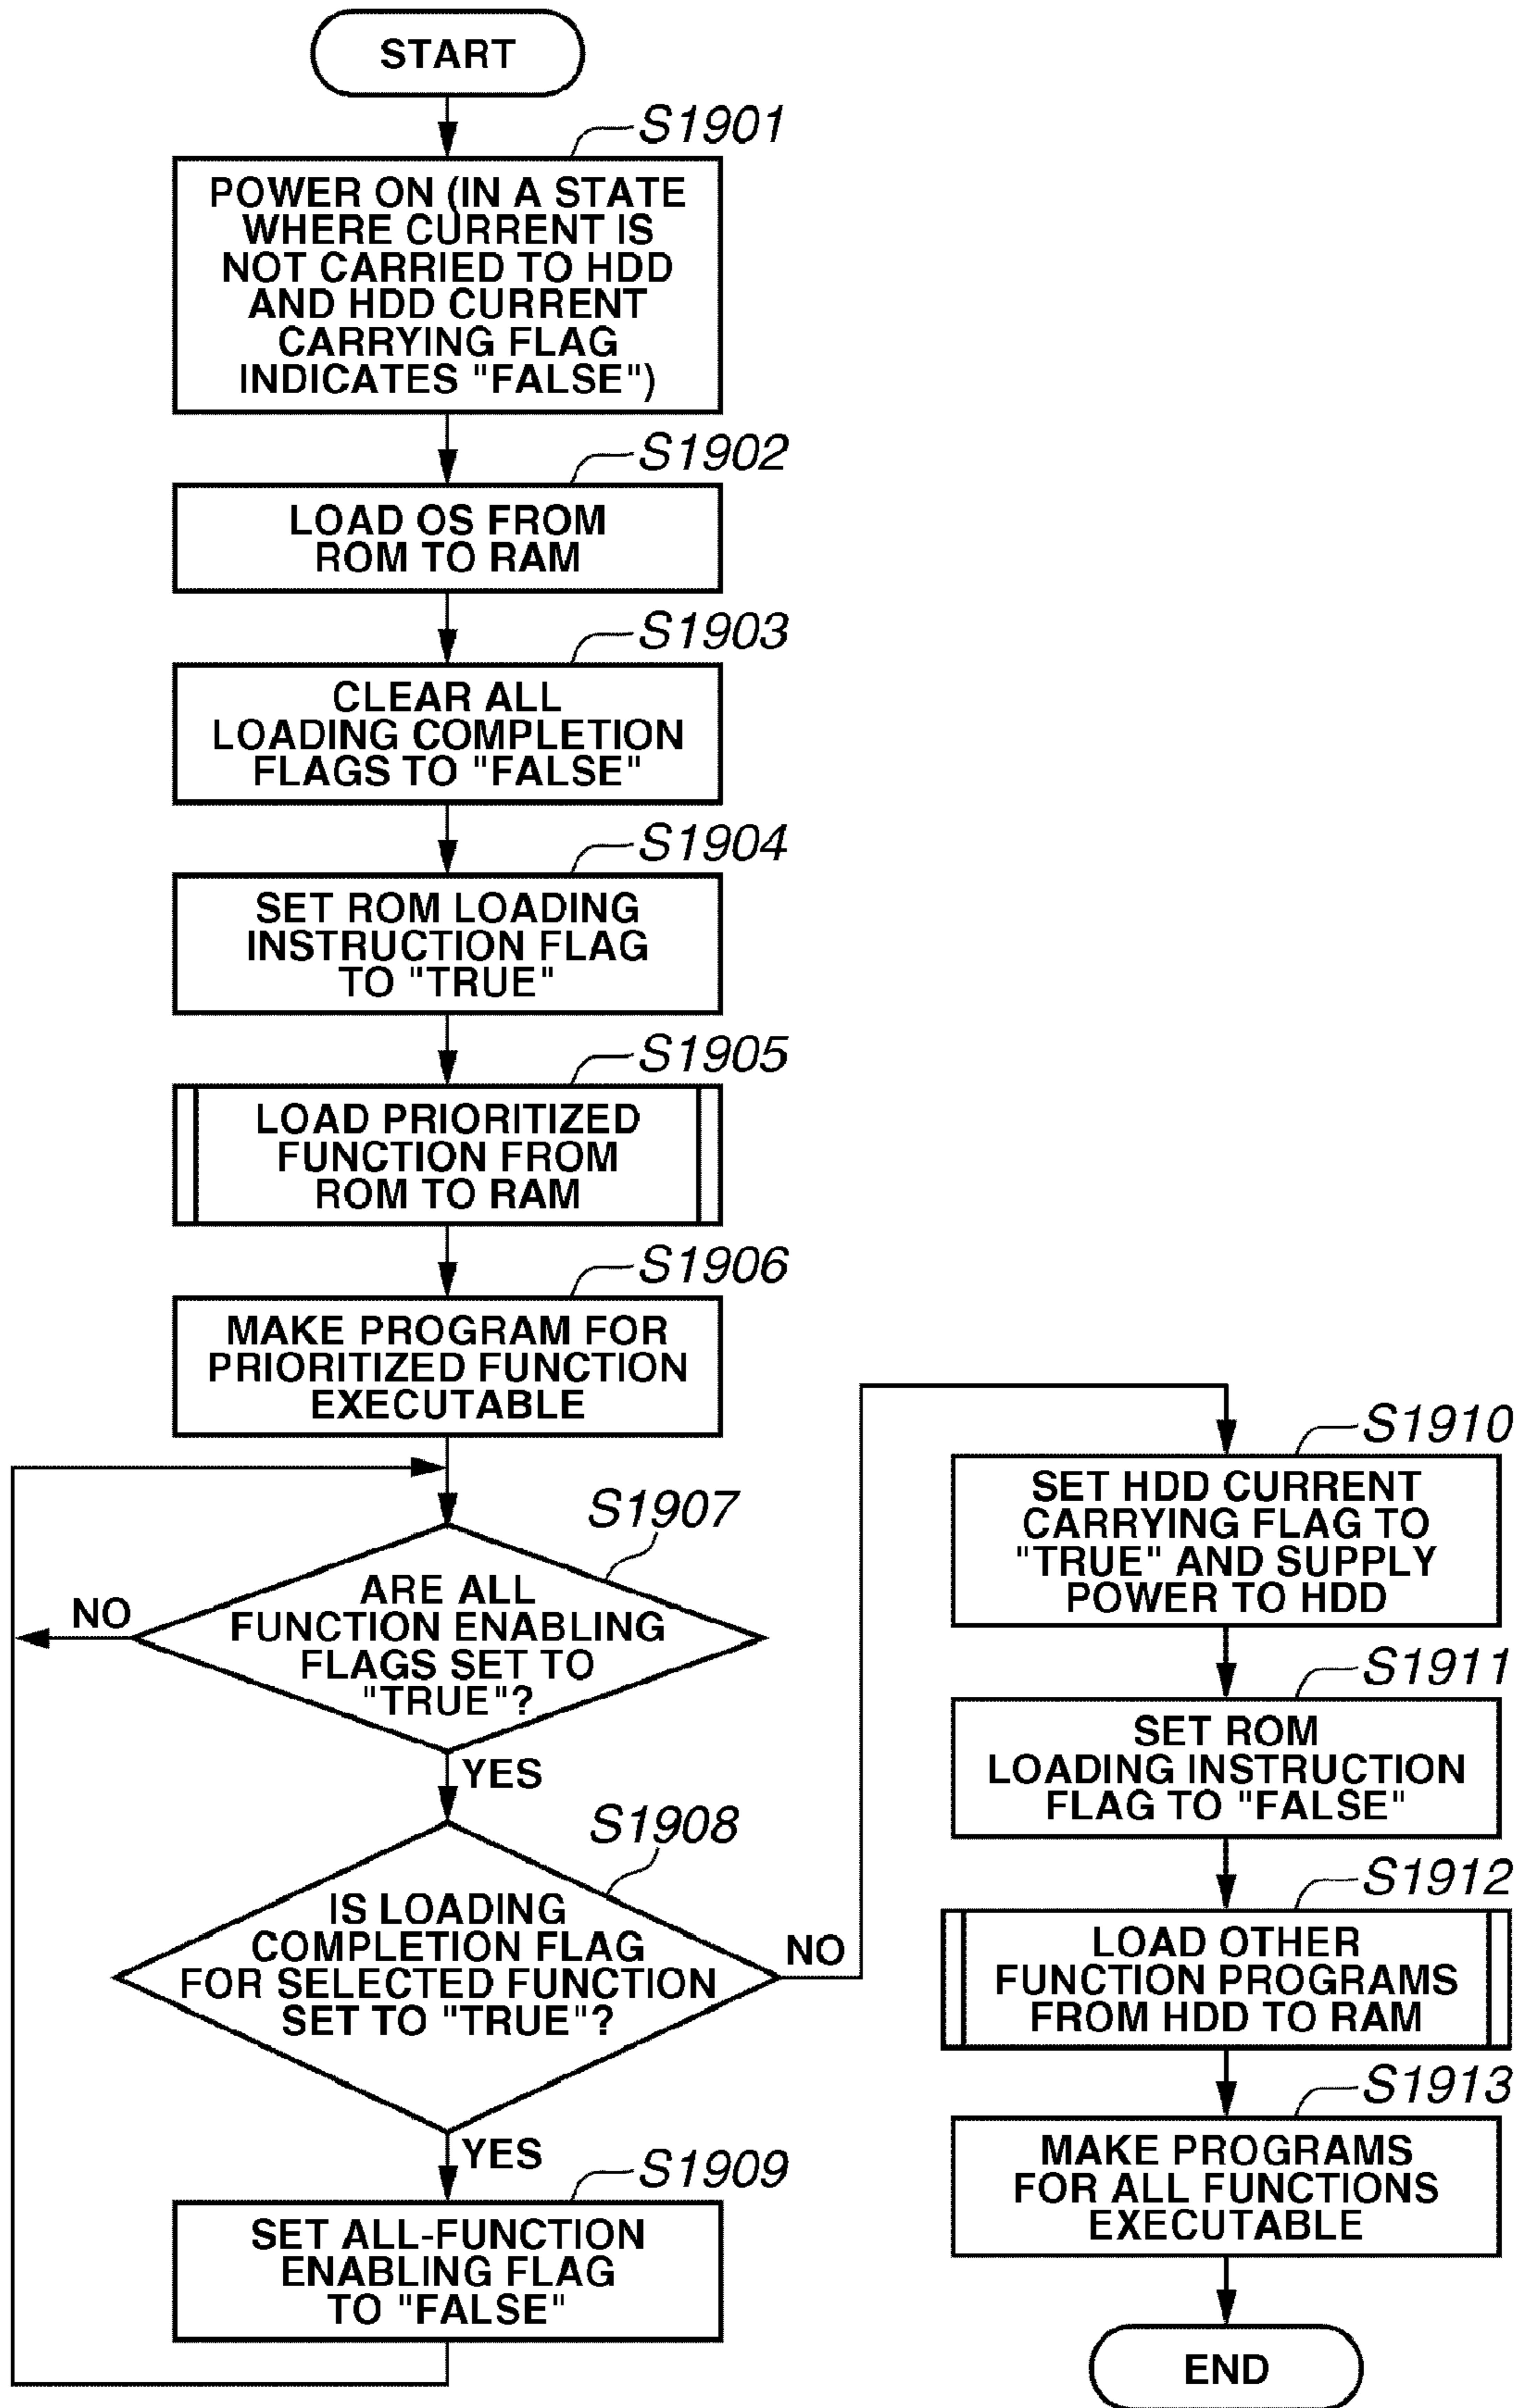 START
S1901
POWER ON (IN A STATE
WHERE CURRENT IS
NOT CARRIED TO HDD
AND HDD CURRENT
CARRYING FLAG
INDICATES "FALSE")
S1902
LOAD OS FROM
ROM TO RAM
S1903
CLEAR ALL
LOADING COMPLETION
FLAGS TO "FALSE"
S1904
SET ROM LOADING
INSTRUCTION FLAG
TO "TRUE"
S1905
LOAD PRIORITIZED
FUNCTION FROM
ROM TO RAM
S1906
MAKE PROGRAM FOR
PRIORITIZED FUNCTION
EXECUTABLE
S1907
ARE ALL
FUNCTION ENABLING
FLAGS SET TO
"TRUE"?
NO
YES
S1908
IS LOADING
COMPLETION FLAG
FOR SELECTED FUNCTION
SET TO "TRUE"?
NO
YES
S1909
SET ALL-FUNCTION
ENABLING FLAG
TO "FALSE"
S1910
SET HDD CURRENT
CARRYING FLAG TO
"TRUE" AND SUPPLY
POWER TO HDD
S1911
SET ROM
LOADING INSTRUCTION
FLAG TO "FALSE"
S1912
LOAD OTHER
FUNCTION PROGRAMS
FROM HDD TO RAM
S1913
MAKE PROGRAMS
FOR ALL FUNCTIONS
EXECUTABLE
END